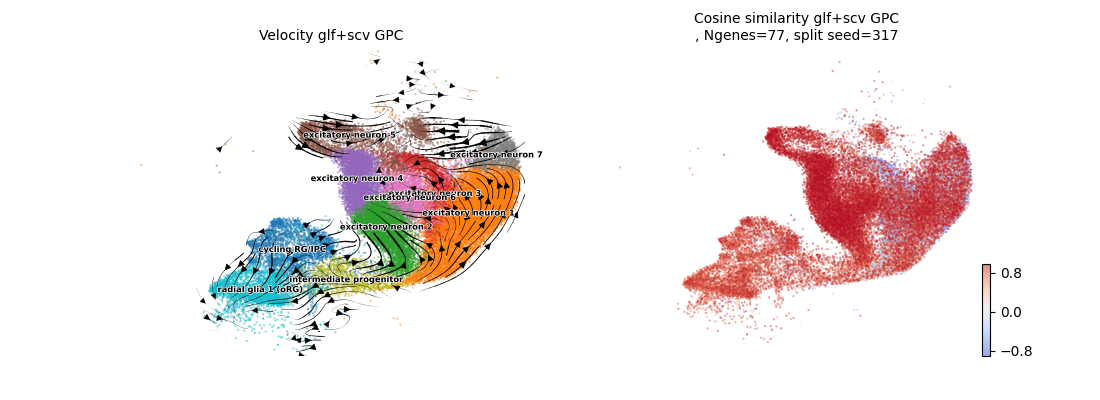 Velocity glf+scv GPC
Cosine similarity glf+scv GPC
, Ngenes=77, split seed=317
excitatory neuron 5
excitatory neuron 7
excitatory neuron 4
excitatory neuron 3
excitatory neuron 6
excitatory neuron 1
excitatory neuron 2
cycling RG/IPC
intermediate progenitor
radial glia 1 (oRG)
0.8
0.0
−0.8